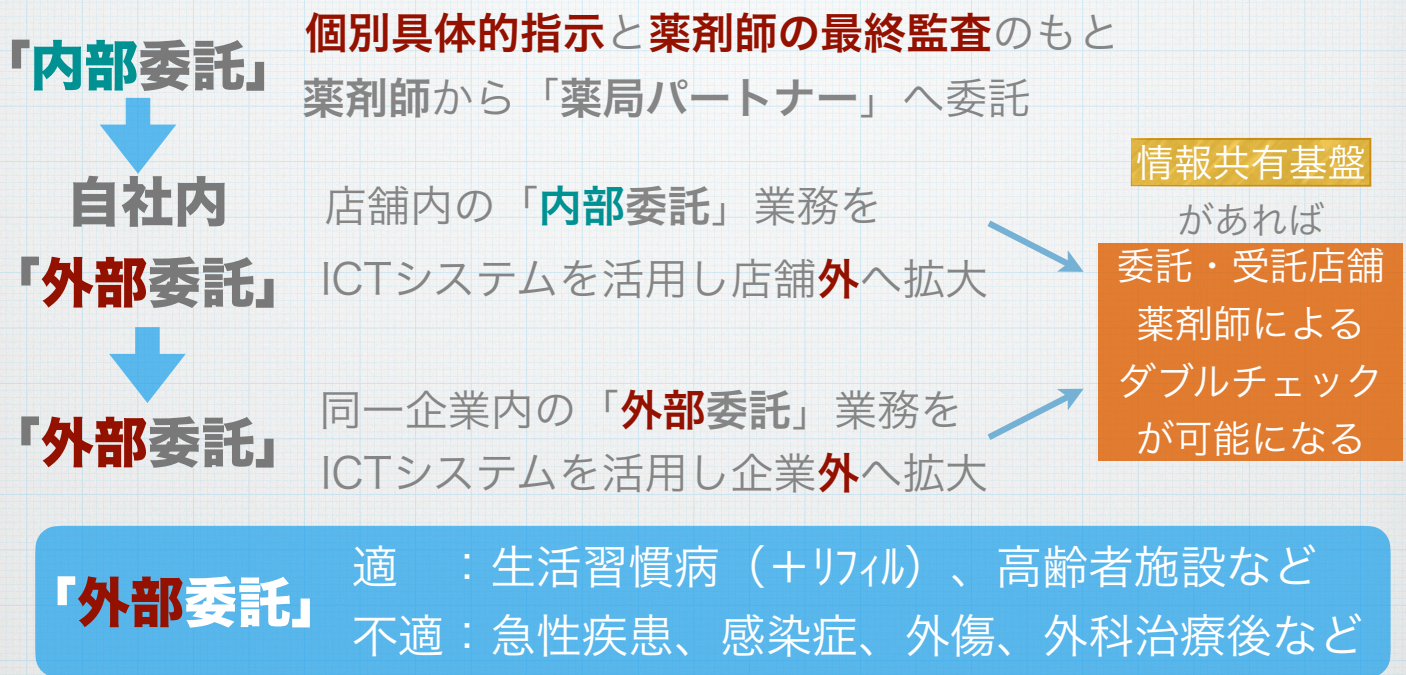 「内部委託」
個別具体的指示と薬剤師の最終監査のもと
薬剤師から「薬局パートナー」へ委託
自社内
「外部委託」
店舗内の「内部委託」業務を
ICTシステムを活用し店舗外へ拡大
「外部委託」
同一企業内の「外部委託」業務を
ICTシステムを活用し企業外へ拡大
情報共有基盤
があれば
委託・受託店舗
薬剤師による
ダブルチェック
が可能になる
「外部委託」
適　：生活習慣病（＋リフィル）、高齢者施設など
不適：急性疾患、感染症、外傷、外科治療後など